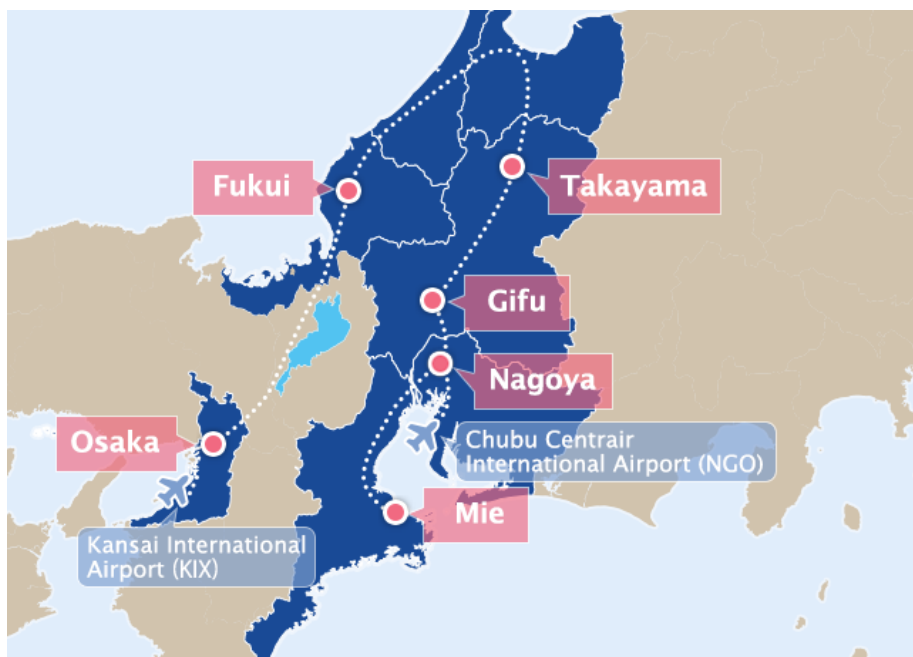 Fukui
Takayama
Gifu
Nagoya
Osaka
Chubu Centrair
International Airport (NGO)
Mie
Kansai International
Airport (KIX)